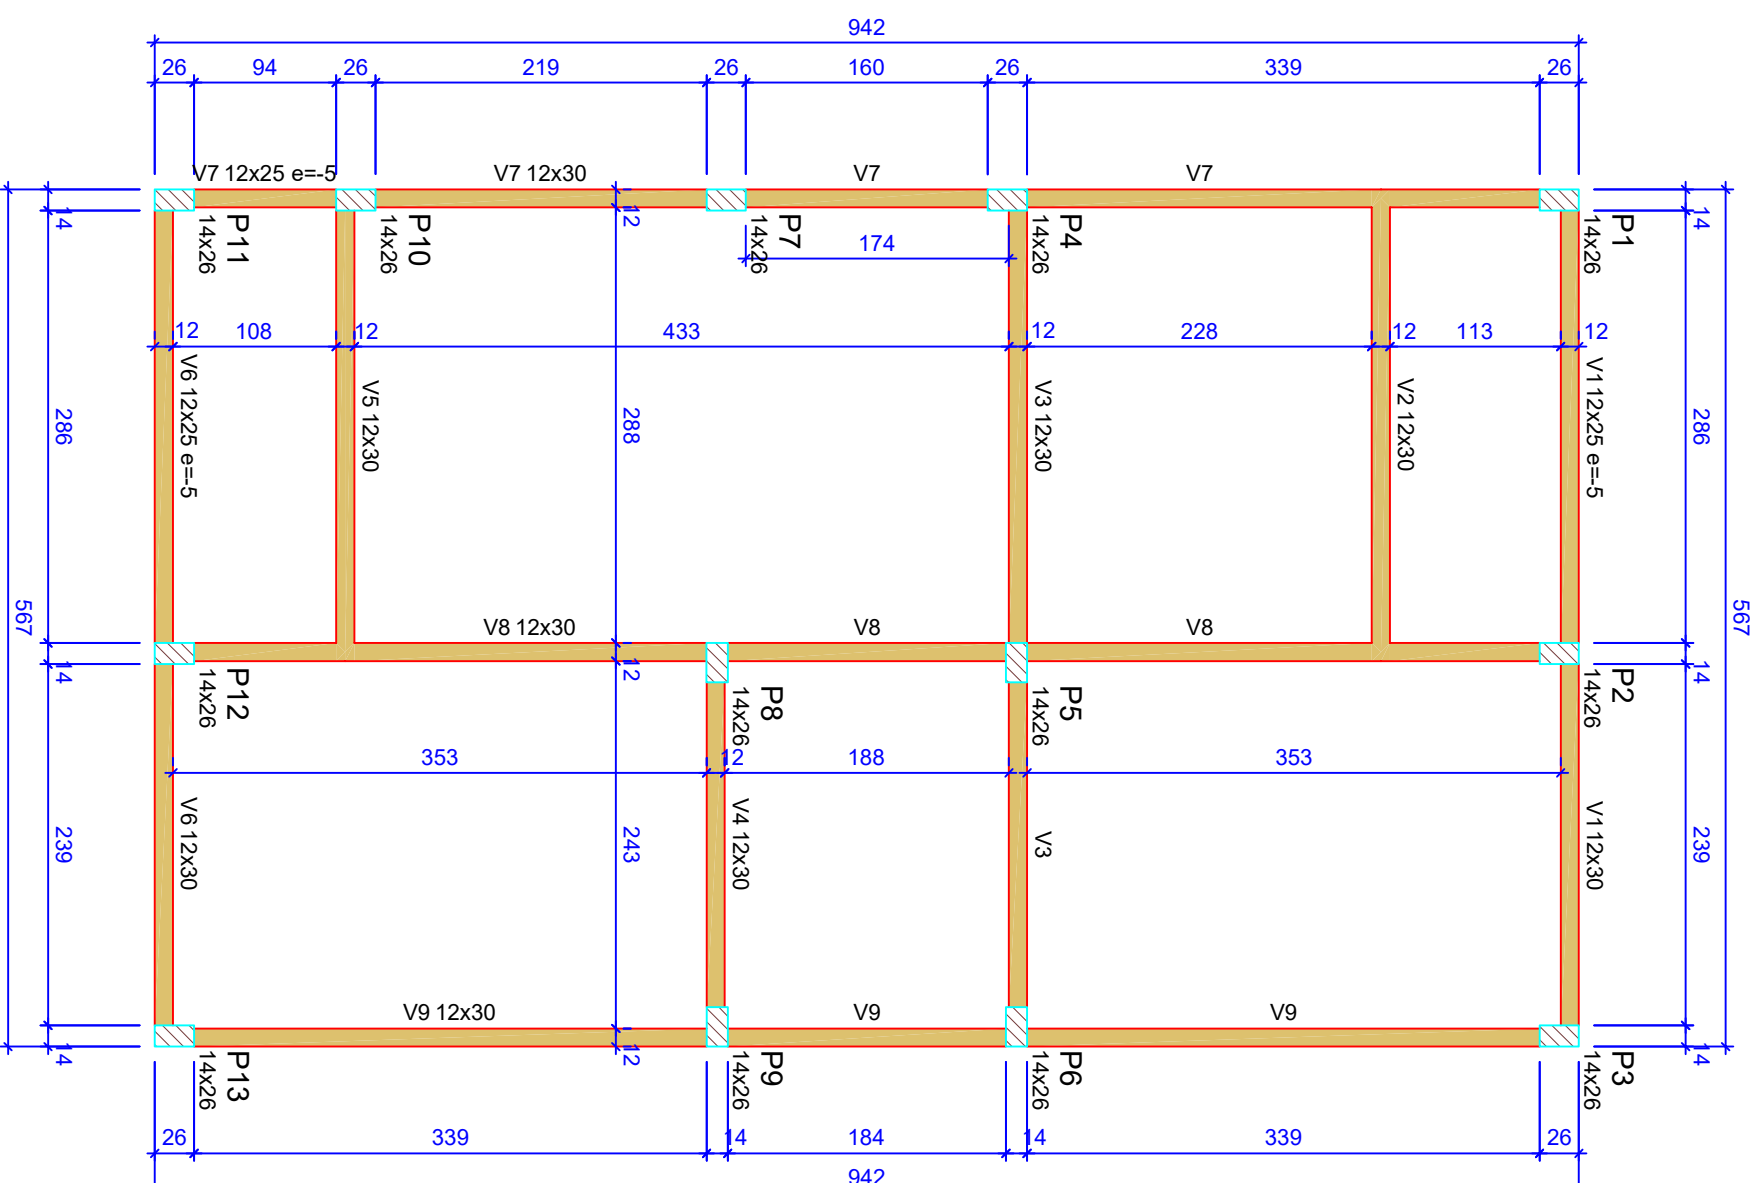 942
26 94 26 219 26 160 26 339 26
V7 12x25 e=-5 V7 12x30 V7 V7
14 12 14
P11 14x26
P10 14x26
P7 14x26
P4 14x26
P1 14x26
174
12 108 12 433 12 228 12 113 12
V6 12x25 e=-5
V5 12x30
V3 12x30
V2 12x30
V1 12x25 e=-5
286 288 286
567 567
V8 12x30 V8 V8
14 12 14
P12 14x26
P8 14x26
P5 14x26
P2 14x26
353 12 188 353
V6 12x30
V4 12x30
V3
V1 12x30
239 243 239
V9 12x30 V9 V9
14 12 14
P13 14x26
P9 14x26
P6 14x26
P3 14x26
26 339 14 184 14 339 26
942